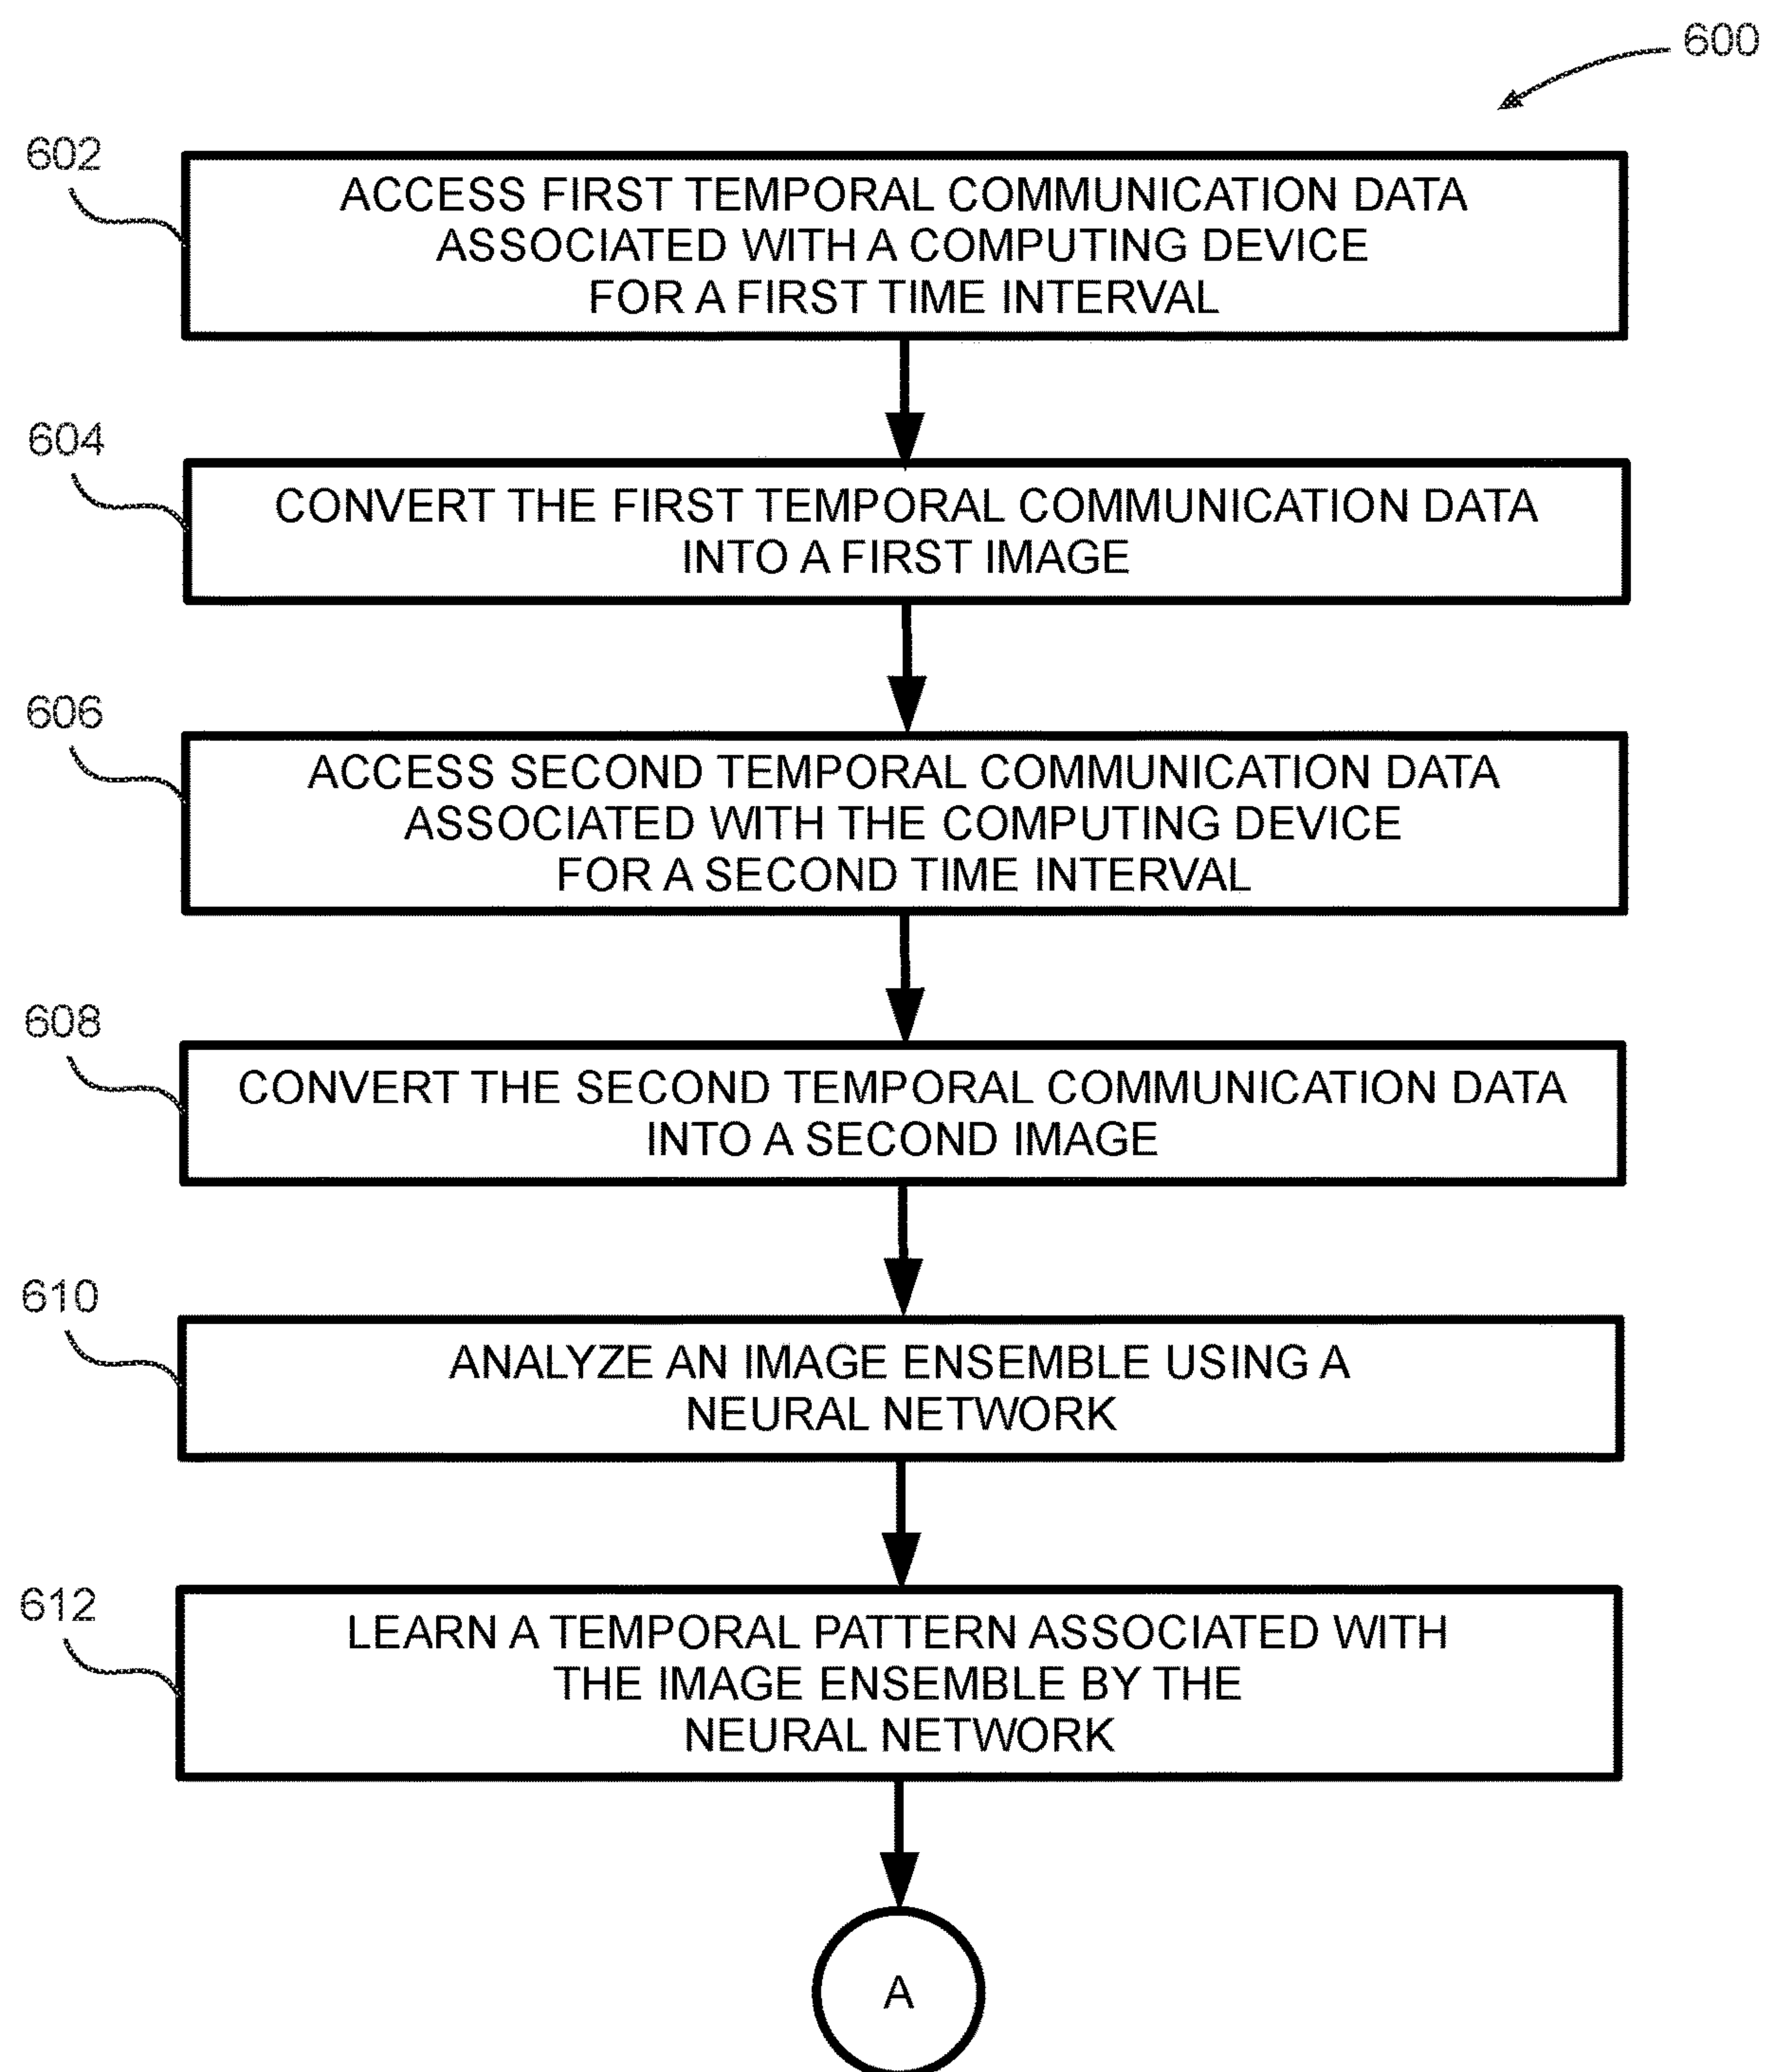 600
602
ACCESS FIRST TEMPORAL COMMUNICATION DATA
ASSOCIATED WITH A COMPUTING DEVICE
FOR A FIRST TIME INTERVAL
604
CONVERT THE FIRST TEMPORAL COMMUNICATION DATA
INTO A FIRST IMAGE
606
ACCESS SECOND TEMPORAL COMMUNICATION DATA
ASSOCIATED WITH THE COMPUTING DEVICE
FOR A SECOND TIME INTERVAL
608
CONVERT THE SECOND TEMPORAL COMMUNICATION DATA
INTO A SECOND IMAGE
610
ANALYZE AN IMAGE ENSEMBLE USING A
NEURAL NETWORK
612
LEARN A TEMPORAL PATTERN ASSOCIATED WITH
THE IMAGE ENSEMBLE BY THE
NEURAL NETWORK
A